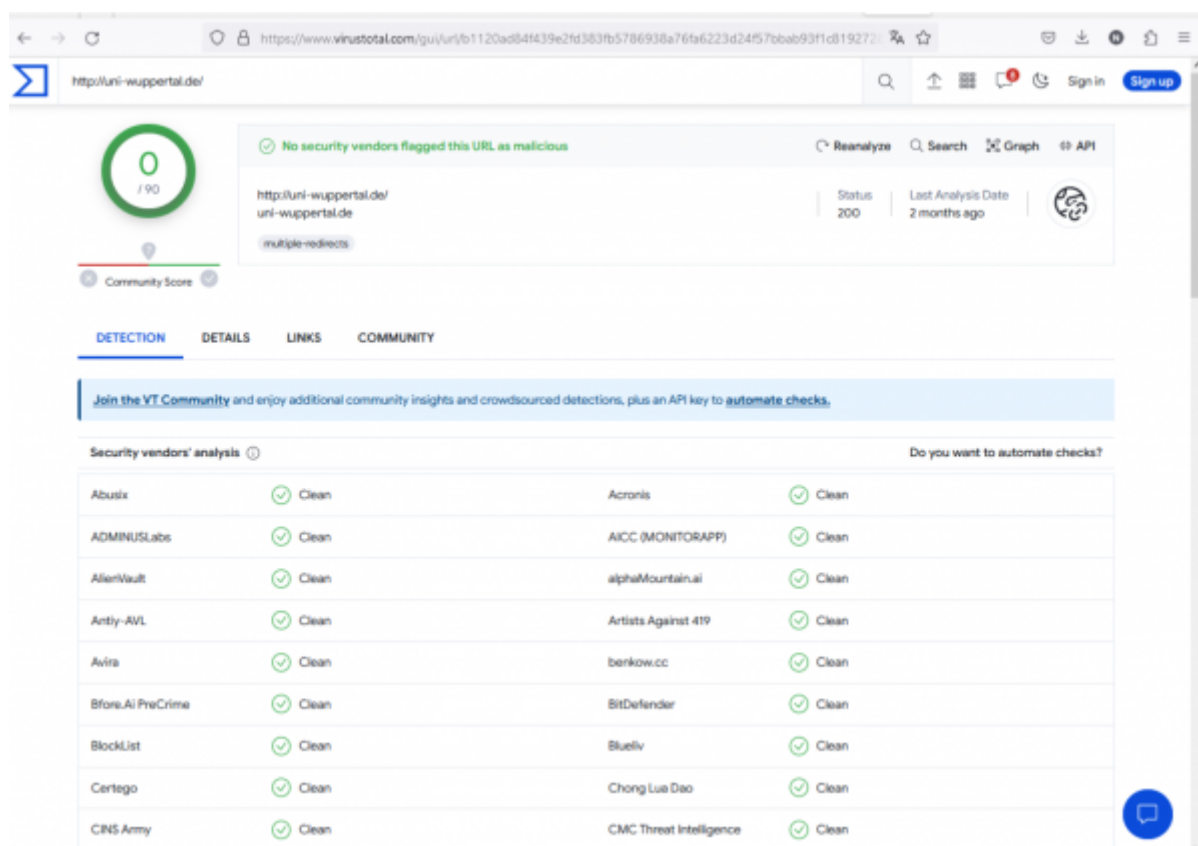 https://www.virustotal.com/gui/url/b1120ad84f439e2fd383fb5786938a76fa6223d24f57bbab93f1c819272
http://uni-wuppertal.de/
Sign in
Sign up
0
/ 90
Community Score
No security vendors flagged this URL as malicious
Reanalyze
Search
Graph
API
http://uni-wuppertal.de/
uni-wuppertal.de
multiple-redirects
Status
200
Last Analysis Date
2 months ago
DETECTION
DETAILS
LINKS
COMMUNITY
Join the VT Community and enjoy additional community insights and crowdsourced detections, plus an API key to automate checks.
Security vendors' analysis
Do you want to automate checks?
Abusix Clean Acronis Clean
ADMINUSLabs Clean AICC (MONITORAPP) Clean
AlienVault Clean alphaMountain.ai Clean
Antiy-AVL Clean Artists Against 419 Clean
Avira Clean benkow.cc Clean
Bfore.Ai PreCrime Clean BitDefender Clean
BlockList Clean Blueliv Clean
Certego Clean Chong Lua Dao Clean
CINS Army Clean CMC Threat Intelligence Clean